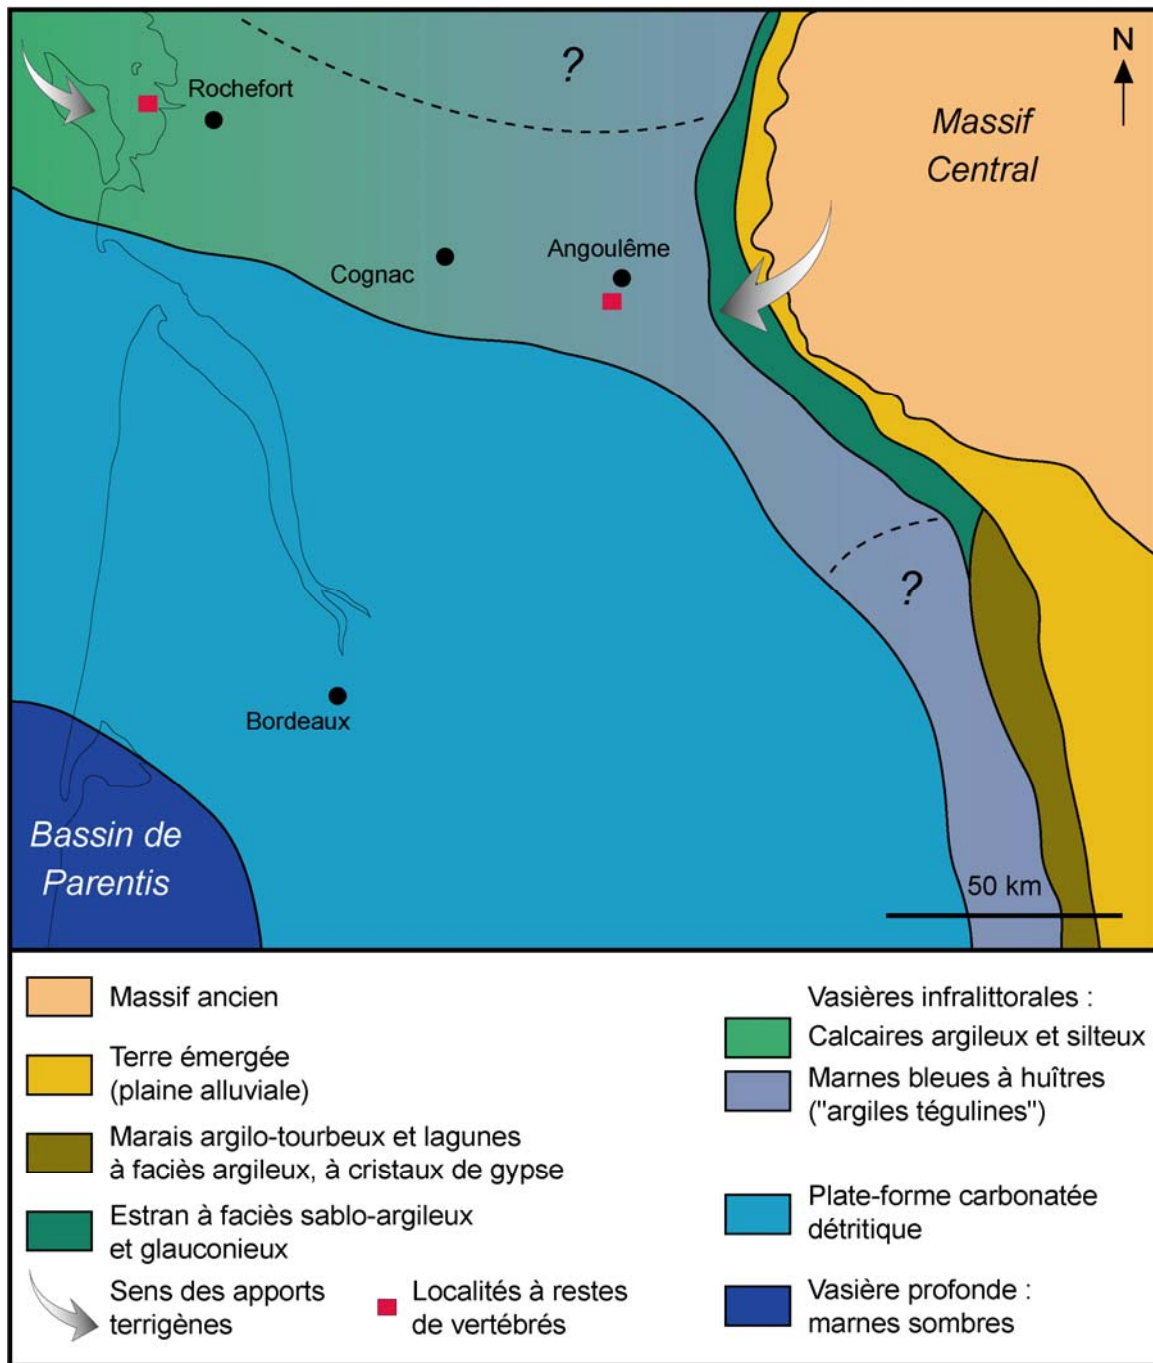 N
?
Rochefort
Massif
Central
Angoulême
Cognac
?
Bordeaux
Bassin de
Parentis
50 km
Massif ancien
Terre émergée
(plaine alluviale)
Marais argilo-tourbeux et lagunes
à faciès argileux, à cristaux de gypse
Estran à faciès sablo-argileux
et glauconieux
Sens des apports
terrigènes
Localités à restes
de vertébrés
Vasières infralittorales :
Calcaires argileux et silteux
Marnes bleues à huîtres
("argiles tégulines")
Plate-forme carbonatée
détritique
Vasière profonde :
marnes sombres